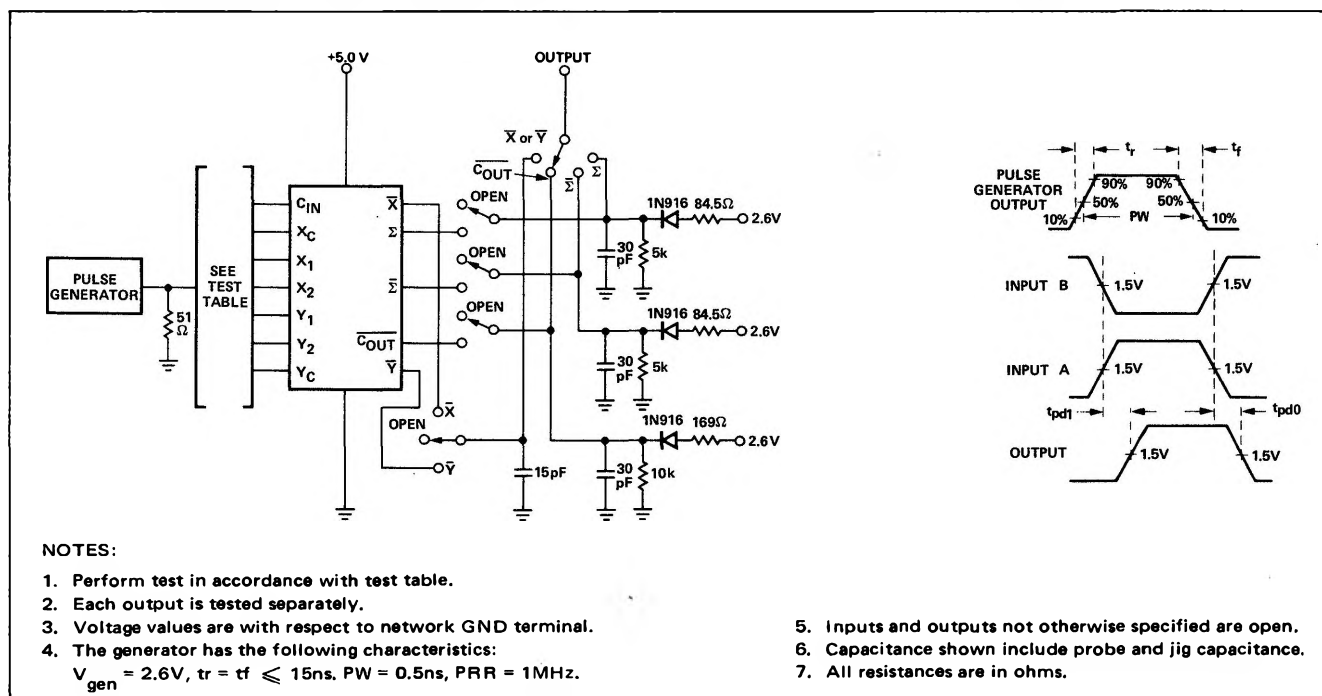 +5.0 V
OUTPUT
X̅ or Y̅
C̅O̅U̅T̅
Σ̅
Σ
PULSE GENERATOR
51 Ω
SEE TEST TABLE
CIN
XC
X1
X2
Y1
Y2
YC
X̅
Σ
Σ̅
C̅O̅U̅T̅
Y̅
OPEN
OPEN
OPEN
OPEN
X̅
Y̅
15pF
1N916 84.5Ω
2.6V
30 pF
5k
1N916 84.5Ω
2.6V
30 pF
5k
1N916 169Ω
2.6V
30 pF
10k
PULSE GENERATOR OUTPUT
tr
tf
90%
90%
50%
50%
10%
PW
10%
INPUT B
1.5V
1.5V
INPUT A
1.5V
1.5V
tpd1
tpd0
OUTPUT
1.5V
1.5V
NOTES:
1. Perform test in accordance with test table.
2. Each output is tested separately.
3. Voltage values are with respect to network GND terminal.
4. The generator has the following characteristics:
Vgen = 2.6V, tr = tf ⩽ 15ns. PW = 0.5ns, PRR = 1MHz.
5. Inputs and outputs not otherwise specified are open.
6. Capacitance shown include probe and jig capacitance.
7. All resistances are in ohms.